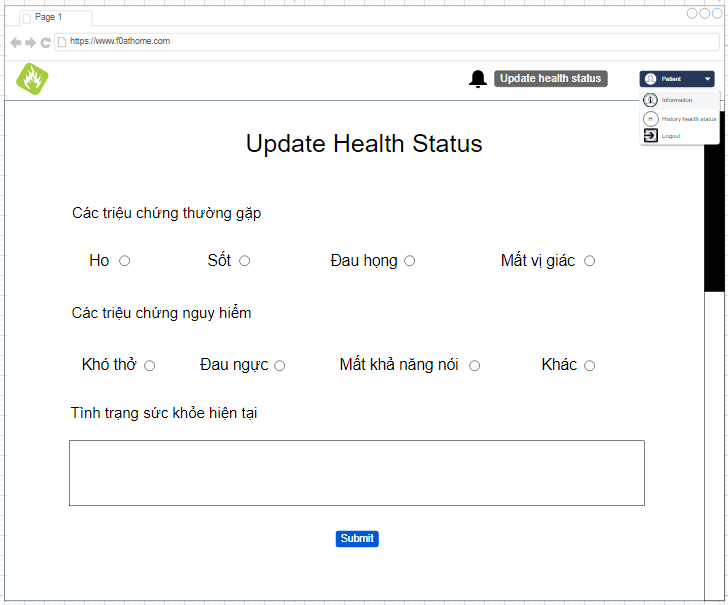 Page 1
https://www.f0athome.com
Update health status
Patient
Information
H History health status
Logout
Update Health Status
Các triệu chứng thường gặp
Ho Sốt Đau họng Mất vị giác
Các triệu chứng nguy hiểm
Khó thở Đau ngực Mất khả năng nói Khác
Tình trạng sức khỏe hiện tại
Submit